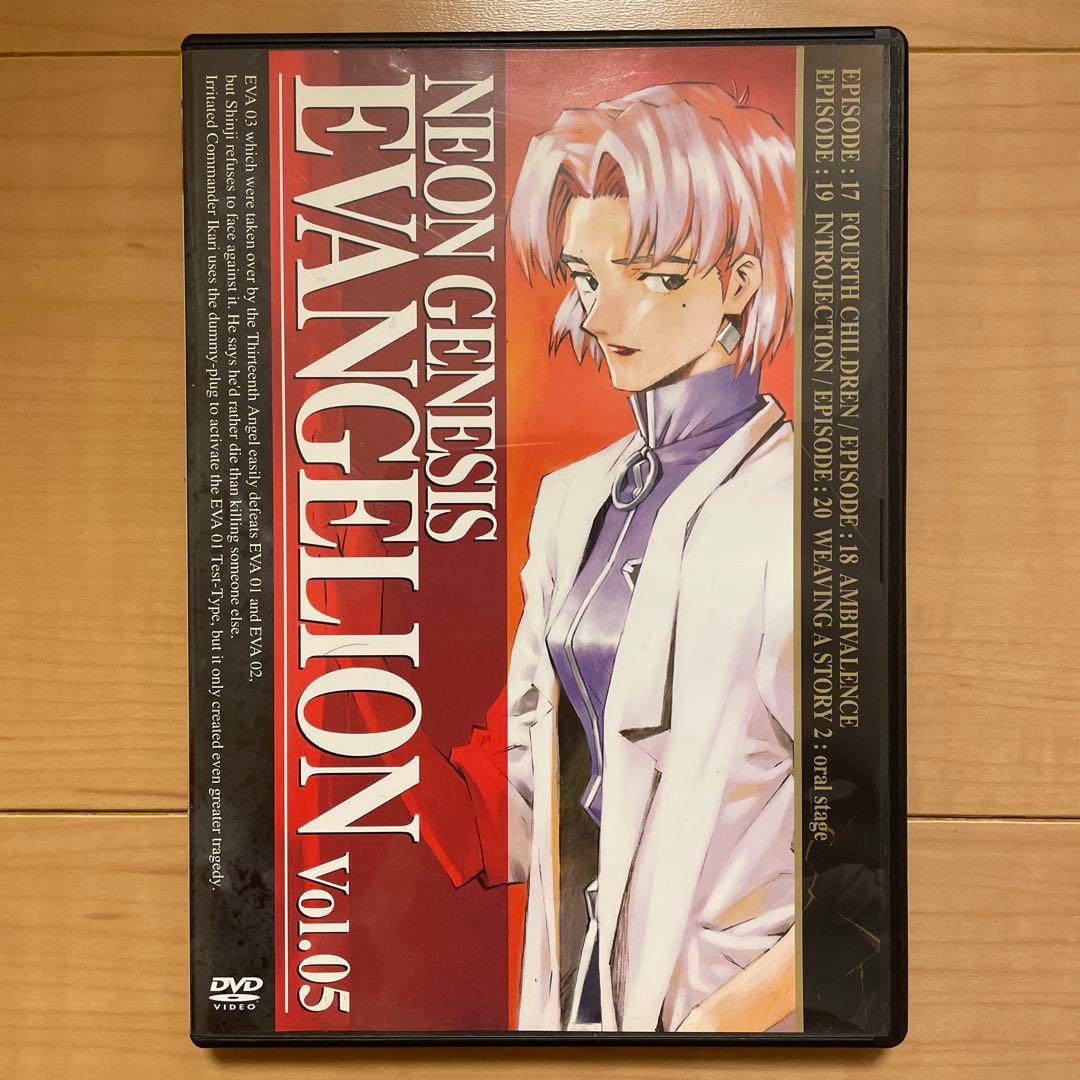 EPISODE : 17 FOURTH CHILDREN / EPISODE : 18 AMBIVALENCE
EPISODE : 19 INTROJECTION / EPISODE : 20 WEAVING A STORY 2 : oral stage
NEON GENESIS
EVANGELION Vol.05
EVA 03 which were taken over by the Thirteenth Angel easily defeats EVA 01 and EVA 02,
but Shinji refuses to face against it. He says he'd rather die than killing someone else.
Irritated Commander Ikari uses the dummy-plug to activate the EVA 01 Test-Type, but it only created even greater tragedy.
DVD
VIDEO